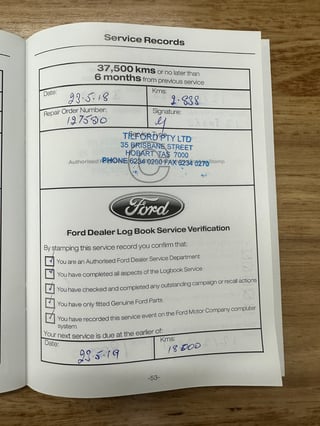 Service Records
37,500 kms or no later than
6 months from previous service
Date: Kms:
23.5.18 2.838
Repair Order Number: Signature:
127580
TILFORD PTY LTD
35 BRISBANE STREET
HOBART TAS 7000
PHONE 6234 0200 FAX 6234 0270
Ford
Ford Dealer Log Book Service Verification
By stamping this service record you confirm that:
You are an Authorised Ford Dealer Service Department
You have completed all aspects of the Logbook Service
You have checked and completed any outstanding campaign or recall actions
You have only fitted Genuine Ford Parts
You have recorded this service event on the Ford Motor Company computer
system
Your next service is due at the earlier of:
Date: Kms:
23.5.19 18000
-53-